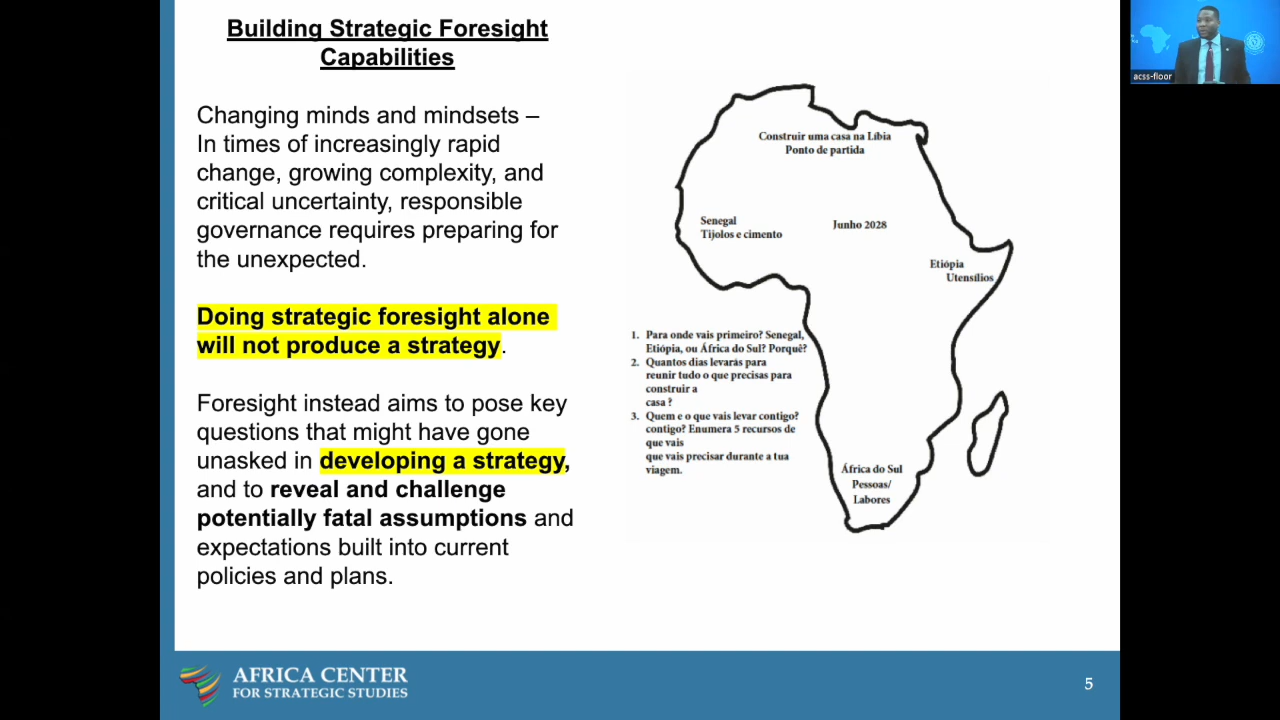 Building Strategic Foresight
Capabilities
Changing minds and mindsets –
In times of increasingly rapid
change, growing complexity, and
critical uncertainty, responsible
governance requires preparing for
the unexpected.
Doing strategic foresight alone
will not produce a strategy.
Foresight instead aims to pose key
questions that might have gone
unasked in developing a strategy,
and to reveal and challenge
potentially fatal assumptions and
expectations built into current
policies and plans.
Construir uma casa na Líbia
Ponto de partida
Senegal
Tijolos e cimento
Junho 2028
Etiópia
Utensílios
1. Para onde vais primeiro? Senegal,
Etiópia, ou África do Sul? Porquê?
2. Quantos dias levarás para
reunir tudo o que precisas para
construir a
casa ?
3. Quem e o que vais levar contigo?
contigo? Enumera 5 recursos de
que vais
que vais precisar durante a tua
viagem.
África do Sul
Pessoas/
Labores
AFRICA CENTER
FOR STRATEGIC STUDIES
5
acss-floor